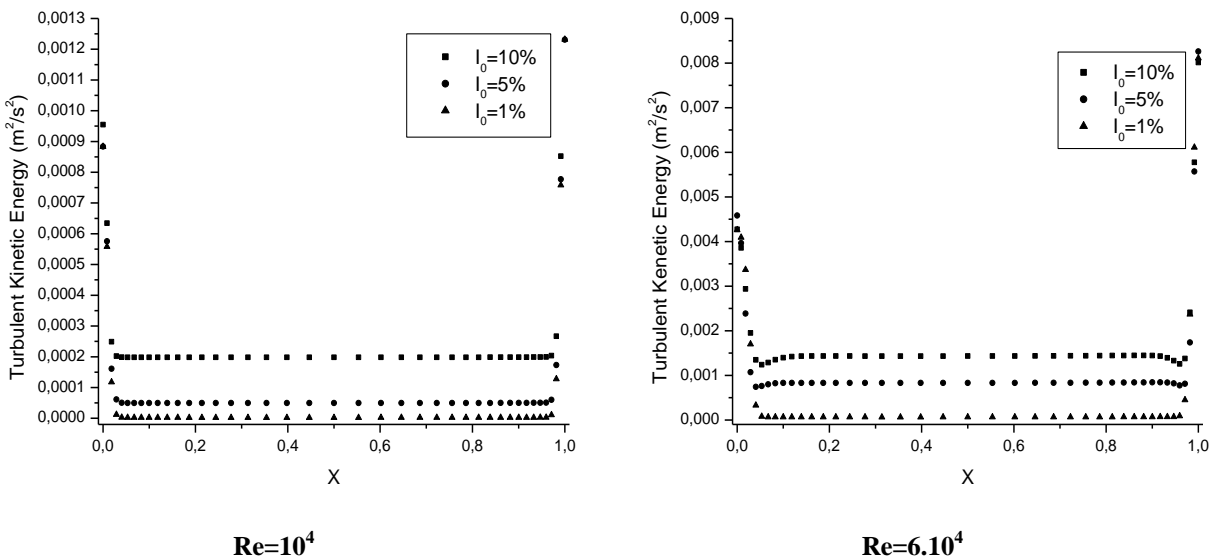 0,0013
0,0012
0,0011
0,0010
0,0009
0,0008
0,0007
0,0006
0,0005
0,0004
0,0003
0,0002
0,0001
0,0000
Turbulent Kinetic Energy (m²/s²)
I₀=10%
I₀=5%
I₀=1%
0,0 0,2 0,4 0,6 0,8 1,0
X
Re=10⁴
0,009
0,008
0,007
0,006
0,005
0,004
0,003
0,002
0,001
0,000
Turbulent Kenetic Energy (m²/s²)
I₀=10%
I₀=5%
I₀=1%
0,0 0,2 0,4 0,6 0,8 1,0
X
Re=6.10⁴